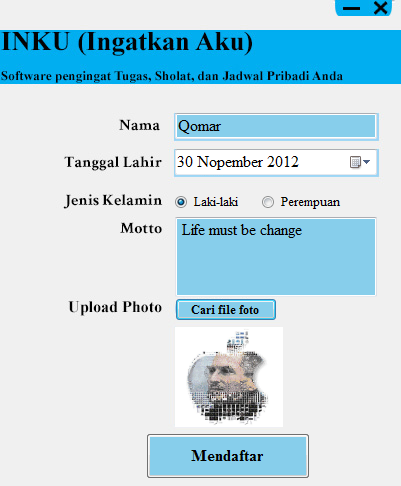 INKU (Ingatkan Aku)
Software pengingat Tugas, Sholat, dan Jadwal Pribadi Anda
Nama Qomar
Tanggal Lahir 30 Nopember 2012
Jenis Kelamin Laki-laki Perempuan
Motto Life must be change
Upload Photo Cari file foto
Mendaftar